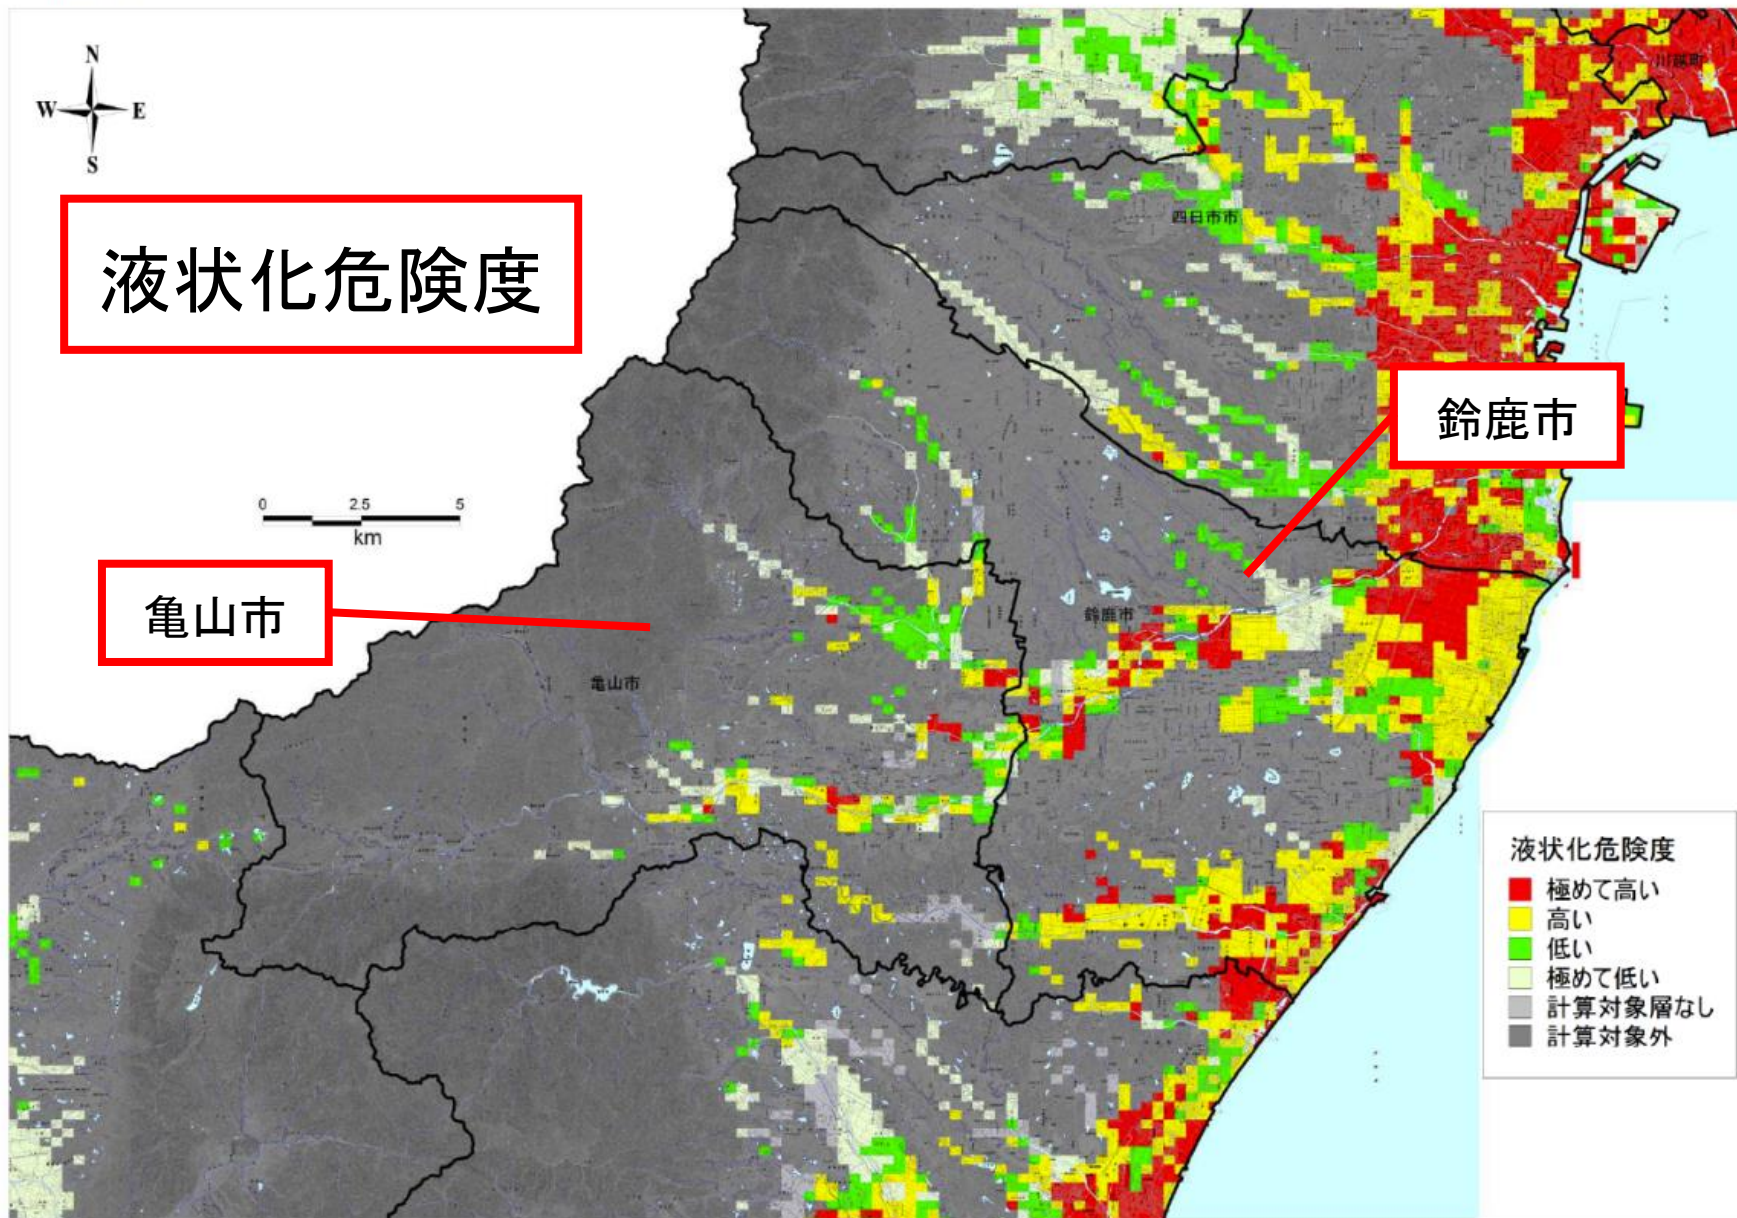 N
W E
S
川越町
液状化危険度
四日市市
鈴鹿市
0 2.5 5
km
亀山市
鈴鹿市
亀山市
液状化危険度
極めて高い
高い
低い
極めて低い
計算対象層なし
計算対象外